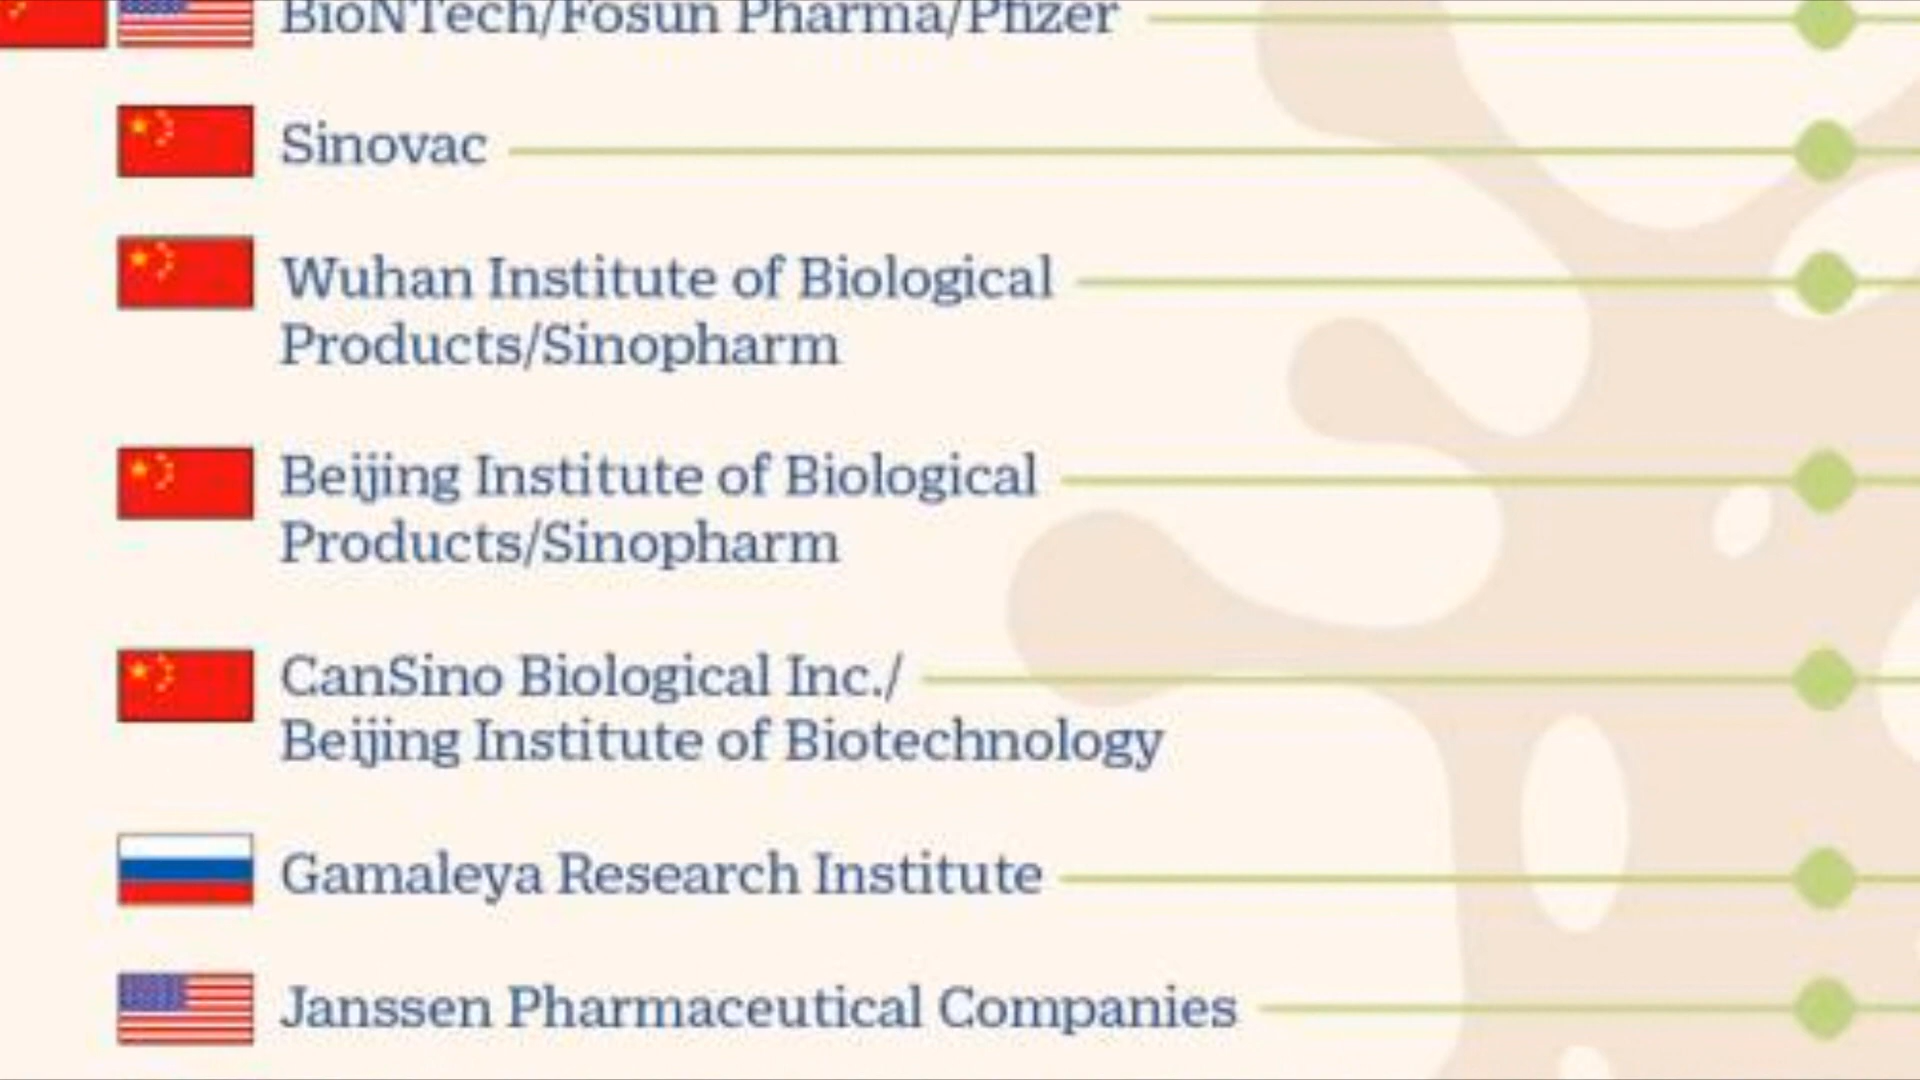 BioNTech/Fosun Pharma/Pfizer
Sinovac
Wuhan Institute of Biological
Products/Sinopharm
Beijing Institute of Biological
Products/Sinopharm
CanSino Biological Inc./
Beijing Institute of Biotechnology
Gamaleya Research Institute
Janssen Pharmaceutical Companies